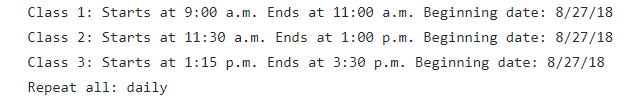 Class 1: Starts at 9:00 a.m. Ends at 11:00 a.m. Beginning date: 8/27/18
Class 2: Starts at 11:30 a.m. Ends at 1:00 p.m. Beginning date: 8/27/18
Class 3: Starts at 1:15 p.m. Ends at 3:30 p.m. Beginning date: 8/27/18
Repeat all: daily